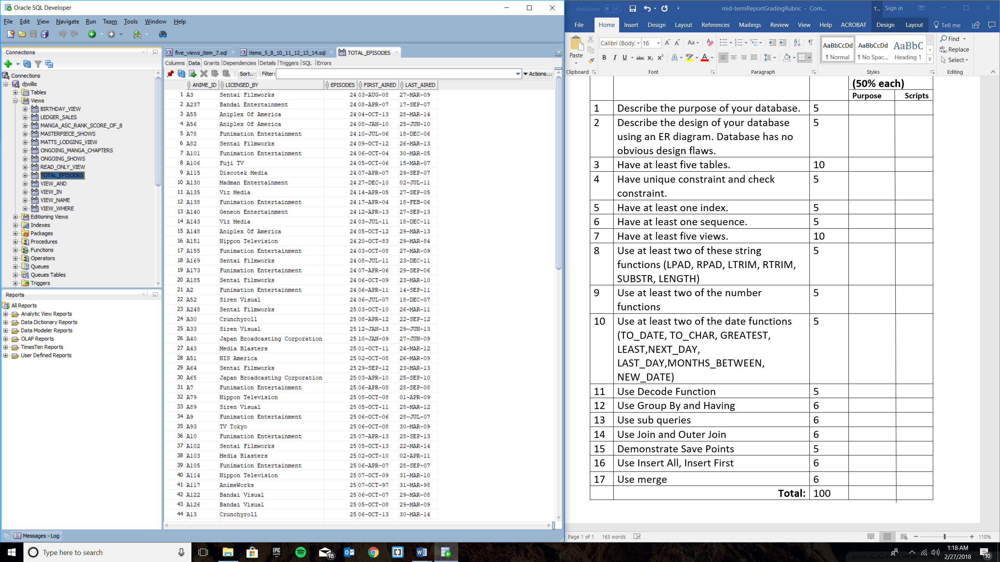 Oracle SQL Developer
File Edit View Navigate Run Team Tools Window Help
Connections
Connections
djwillis
Tables
Views
BIRTHDAY_VIEW
LEDGER_SALES
MANGA_ASC_RANK_SCORE_OF_8
MASTERPIECE_SHOWS
MATTS_LODGING_VIEW
ONGOING_MANGA_CHAPTERS
ONGOING_SHOWS
READ_ONLY_VIEW
TOTAL_EPISODES
VIEW_AND
VIEW_IN
VIEW_NAME
VIEW_WHERE
Editioning Views
Indexes
Packages
Procedures
Functions
Operators
Queues
Queues Tables
Triggers
Reports
All Reports
Analytic View Reports
Data Dictionary Reports
Data Modeler Reports
OLAP Reports
TimesTen Reports
User Defined Reports
Messages - Log
five_views_item_7.sql items_5_8_10_11_12_13_14.sql TOTAL_EPISODES
Columns Data Grants Dependencies Details Triggers SQL Errors
Sort.. Filter: Actions...
ANIME_ID LICENSED_BY EPISODES FIRST_AIRED LAST_AIRED
1 A3 Sentai Filmworks 24 03-AUG-08 27-MAR-09
2 A237 Bandai Entertainment 24 08-APR-07 17-SEP-07
3 A55 Aniplex Of America 24 04-OCT-13 28-MAR-14
4 A56 Aniplex Of America 24 08-JAN-10 25-JUN-10
5 A78 Funimation Entertainment 24 10-JUL-06 18-DEC-06
6 A82 Sentai Filmworks 24 09-OCT-12 26-MAR-13
7 A101 Funimation Entertainment 24 06-OCT-04 30-MAR-05
8 A106 Fuji TV 24 05-OCT-06 15-MAR-07
9 A115 Discotek Media 24 07-APR-07 29-SEP-07
10 A130 Madman Entertainment 24 27-DEC-10 02-JUL-11
11 A135 Viz Media 24 14-APR-05 27-SEP-05
12 A138 Funimation Entertainment 24 17-APR-04 18-FEB-06
13 A140 Geneon Entertainment 24 12-APR-13 27-SEP-13
14 A143 Viz Media 24 03-JUL-11 18-DEC-11
15 A148 Aniplex Of America 24 05-OCT-12 29-MAR-13
16 A151 Nippon Television 24 20-OCT-83 29-MAR-84
17 A155 Funimation Entertainment 24 03-OCT-08 27-MAR-09
18 A169 Sentai Filmworks 24 08-JUL-11 23-DEC-11
19 A173 Funimation Entertainment 24 07-APR-06 29-SEP-06
20 A185 Sentai Filmworks 24 06-OCT-09 23-MAR-10
21 A2 Funimation Entertainment 24 06-APR-11 14-SEP-11
22 A52 Siren Visual 24 06-JUL-07 18-DEC-07
23 A248 Sentai Filmworks 25 03-OCT-10 26-MAR-11
24 A30 Crunchyroll 25 08-APR-12 22-SEP-12
25 A33 Siren Visual 25 12-JAN-13 29-JUN-13
26 A40 Japan Broadcasting Corporation 25 10-JAN-09 27-JUN-09
27 A43 Media Blasters 25 01-OCT-11 24-MAR-12
28 A51 NIS America 25 02-OCT-08 26-MAR-09
29 A64 Sentai Filmworks 25 29-SEP-12 23-MAR-13
30 A65 Japan Broadcasting Corporation 25 03-APR-10 25-SEP-10
31 A7 Funimation Entertainment 25 06-APR-08 28-SEP-08
32 A79 Nippon Television 25 08-OCT-08 01-APR-09
33 A89 Siren Visual 25 05-OCT-11 28-MAR-12
34 A9 Funimation Entertainment 25 06-OCT-06 28-JUL-07
35 A93 TV Tokyo 25 06-OCT-08 30-MAR-09
36 A10 Funimation Entertainment 25 07-APR-13 28-SEP-13
37 A102 Sentai Filmworks 25 05-OCT-13 22-MAR-14
38 A103 Media Blasters 25 02-OCT-10 02-APR-11
39 A105 Funimation Entertainment 25 06-APR-07 28-SEP-07
40 A114 Nippon Television 25 07-OCT-09 31-MAR-10
41 A117 AnimeWorks 25 07-OCT-97 31-MAR-98
42 A122 Bandai Visual 25 06-OCT-07 29-MAR-08
43 A126 Bandai Visual 25 05-OCT-08 29-MAR-09
44 A13 Crunchyroll 25 06-OCT-13 30-MAR-14
AutoSave Off mid-termReportGradingRubric - Com... T... Sign in
File Home Insert Design Layout References Mailings Review View Help ACROBAT Design Layout Tell me
Paste Calibri (Body) 16 AaBbCcDd AaBbCcDd AaBbC Find
Replace
¶ Normal ¶ No Spac... Heading 1 Select
Clipboard Font Paragraph Styles Editing
(50% each)
Purpose Scripts
1 Describe the purpose of your database. 5
2 Describe the design of your database 5
using an ER diagram. Database has no
obvious design flaws.
3 Have at least five tables. 10
4 Have unique constraint and check 5
constraint.
5 Have at least one index. 5
6 Have at least one sequence. 5
7 Have at least five views. 10
8 Use at least two of these string 5
functions (LPAD, RPAD, LTRIM, RTRIM,
SUBSTR, LENGTH)
9 Use at least two of the number 5
functions
10 Use at least two of the date functions 5
(TO_DATE, TO_CHAR, GREATEST,
LEAST,NEXT_DAY,
LAST_DAY,MONTHS_BETWEEN,
NEW_DATE)
11 Use Decode Function 5
12 Use Group By and Having 6
13 Use sub queries 6
14 Use Join and Outer Join 6
15 Demonstrate Save Points 5
16 Use Insert All, Insert First 6
17 Use merge 6
Total: 100
Page 1 of 1 163 words 110%
Type here to search
18
1:18 AM
2/27/2018
10